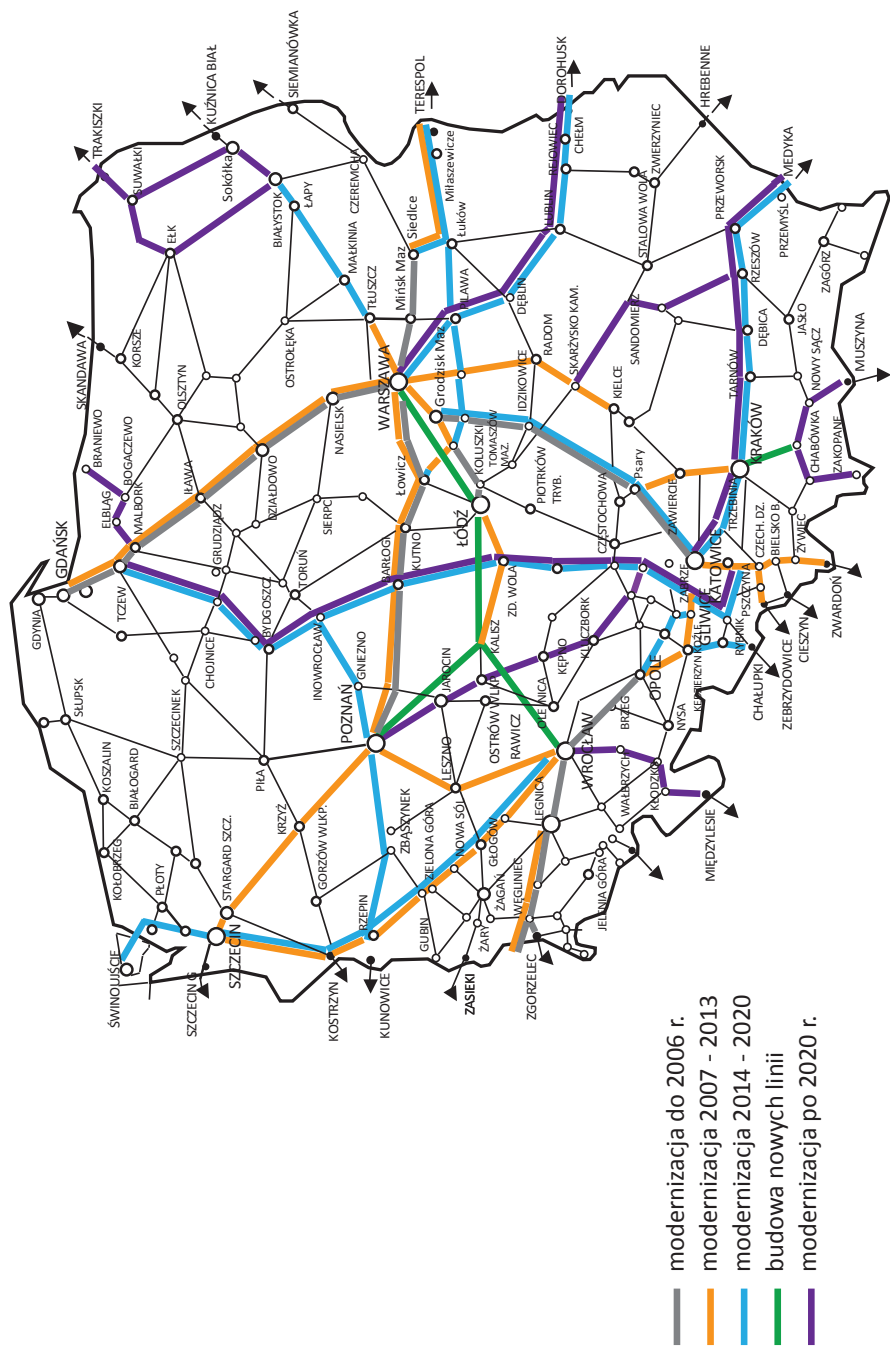 GDYNIA
GDAŃSK
SŁUPSK
TCZEW
ELBLĄG
MALBORK
BRANIEWO
BOGACZEWO
SKANDAWA
KORSZE
TRAKISZKI
SUWAŁKI
EŁK
Sokółka
KUŹNICA BIAŁ
SIEMIANÓWKA
BIAŁYSTOK
ŁAPY
CZEREMCHA
MAŁKINIA
OSTROŁĘKA
TŁUSZCZ
OLSZTYN
IŁAWA
DZIAŁDOWO
NASIELSK
GRUDZIĄDZ
SIERPC
TORUŃ
BYDGOSZCZ
CHOJNICE
SZCZECINEK
KOSZALIN
BIAŁOGARD
KOŁOBRZEG
PŁOTY
STARGARD SZCZ.
ŚWINOUJŚCIE
SZCZECIN G
SZCZECIN
PIŁA
KRZYŻ
GORZÓW WLKP.
KOSTRZYN
KUNOWICE
RZEPIN
ZBĄSZYNEK
POZNAŃ
GNIEZNO
INOWROCŁAW
BARŁOGI
KUTNO
Łowicz
WARSZAWA
Grodzisk Maz
Mińsk Maz
Siedlce
TERESPOL
Miłaszewicze
Łuków
PILAWA
DĘBLIN
LUBLIN
REJOWIEC
CHEŁM
DOROHUSK
ZWIERZYNIEC
HREBENNE
STALOWA WOLA
PRZEWORSK
MEDYKA
PRZEMYŚL
RZESZÓW
ZAGÓRZ
JASŁO
DĘBICA
TARNÓW
NOWY SĄCZ
MUSZYNA
CHABÓWKA
ZAKOPANE
KRAKÓW
TRZEBINIA
SANDOMIERZ
SKARŻYSKO KAM.
RADOM
KIELCE
IDZIKOWICE
TOMASZÓW
MAZ.
KOLUSZKI
ŁÓDŹ
PIOTRKÓW
TRYB.
Psary
CZĘSTOCHOWA
ZAWIERCIE
ZD. WOLA
KALISZ
JAROCIN
OSTRÓW WLKP.
KĘPNO
KLUCZBORK
OLEŚNICA
RAWICZ
LESZNO
ZIELONA GÓRA
NOWA SÓL
GŁOGÓW
GUBIN
ŻAGAŃ
ŻARY
ZASIEKI
WĘGLINIEC
ZGORZELEC
LEGNICA
JELENIA GÓRA
WROCŁAW
WAŁBRZYCH
KŁODZKO
MIĘDZYLESIE
BRZEG
OPOLE
NYSA
KĘDZIERZYN KOŹLE
GLIWICE
ZABRZE
KATOWICE
RYBNIK
PSZCZYNA
CZECH. DZ.
BIELSKO B.
ŻYWIEC
ZWARDOŃ
CIESZYN
ZEBRZYDOWICE
CHAŁUPKI
modernizacja do 2006 r.
modernizacja 2007 - 2013
modernizacja 2014 - 2020
budowa nowych linii
modernizacja po 2020 r.